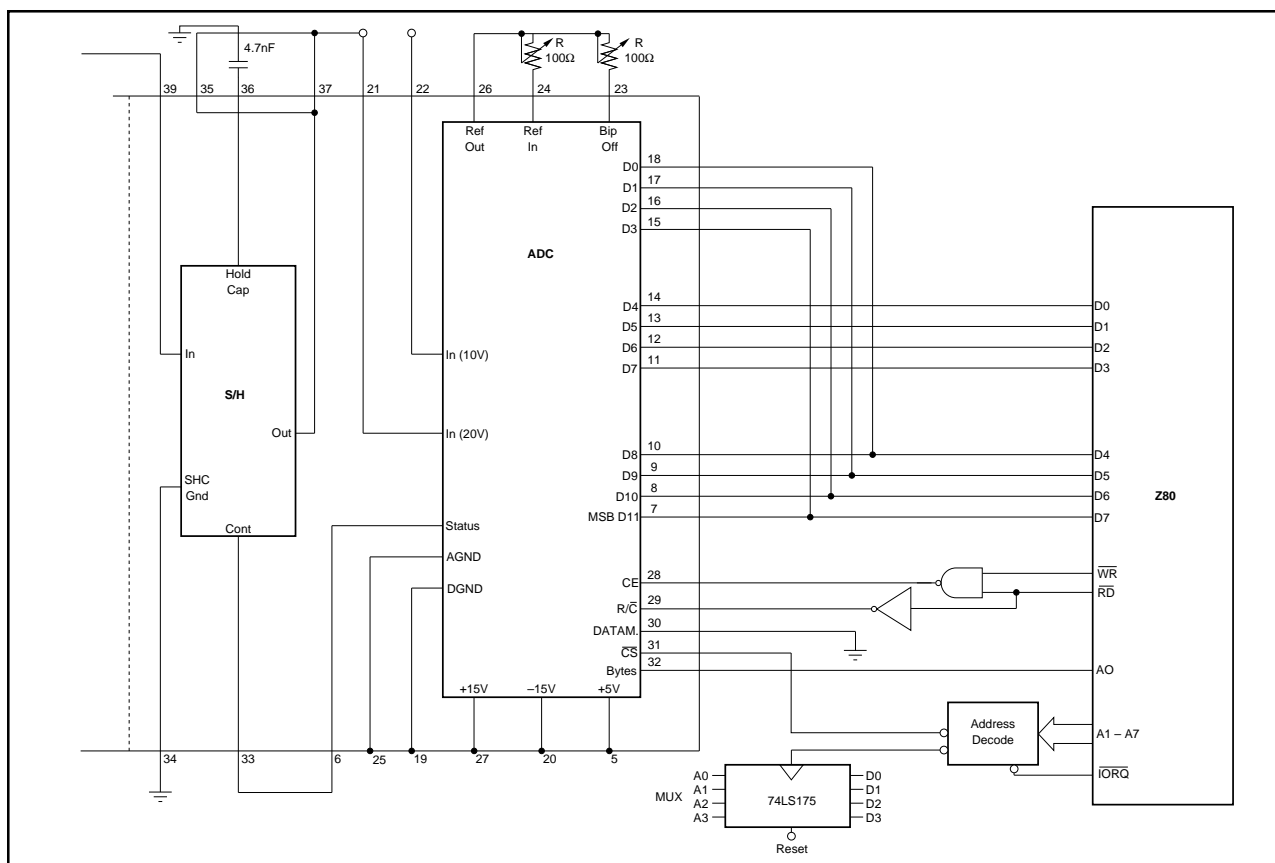 4.7nF
R
100Ω
R
100Ω
39 35 36 37 21 22 26 24 23
Ref
Out
Ref
In
Bip
Off
D0 18
D1 17
D2 16
D3 15
ADC
Hold
Cap
D4 14 D0
D5 13 D1
D6 12 D2
D7 11 D3
In
In (10V)
S/H
Out
In (20V)
D8 10 D4
D9 9 D5
D10 8 D6
MSB D11 7 D7
Z80
SHC
Gnd
Cont
Status
AGND
DGND
CE 28 W̅R̅
R/C̅ 29 R̅D̅
DATAM. 30
C̅S̅ 31
Bytes 32 AO
+15V –15V +5V
Address
Decode
A1 – A7
I̅O̅R̅Q̅
34 33 6 25 19 27 20 5
MUX
A0 D0
A1 D1
A2 D2
A3 D3
74LS175
Reset